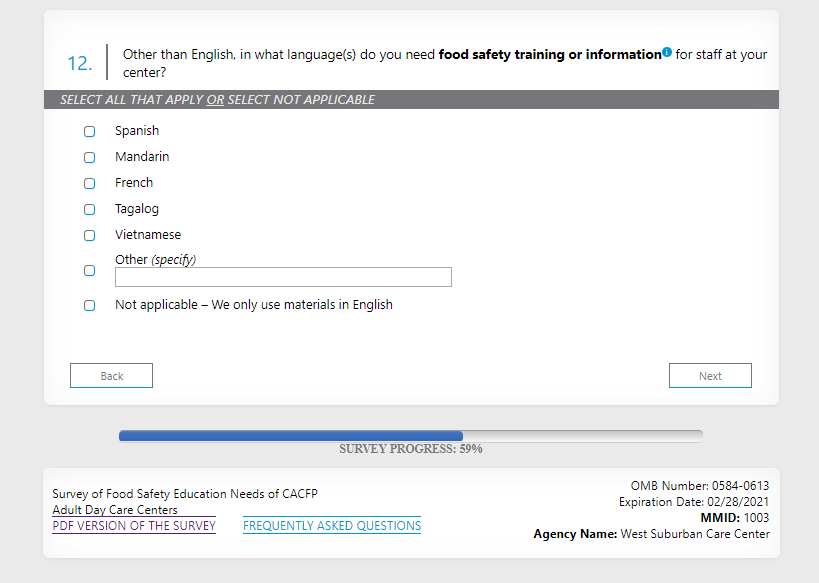 12.
Other than English, in what language(s) do you need food safety training or information for staff at your
center?
SELECT ALL THAT APPLY OR SELECT NOT APPLICABLE
Spanish
Mandarin
French
Tagalog
Vietnamese
Other (specify)
Not applicable – We only use materials in English
Back
Next
SURVEY PROGRESS: 59%
Survey of Food Safety Education Needs of CACFP
Adult Day Care Centers
PDF VERSION OF THE SURVEY
FREQUENTLY ASKED QUESTIONS
OMB Number: 0584-0613
Expiration Date: 02/28/2021
MMID: 1003
Agency Name: West Suburban Care Center